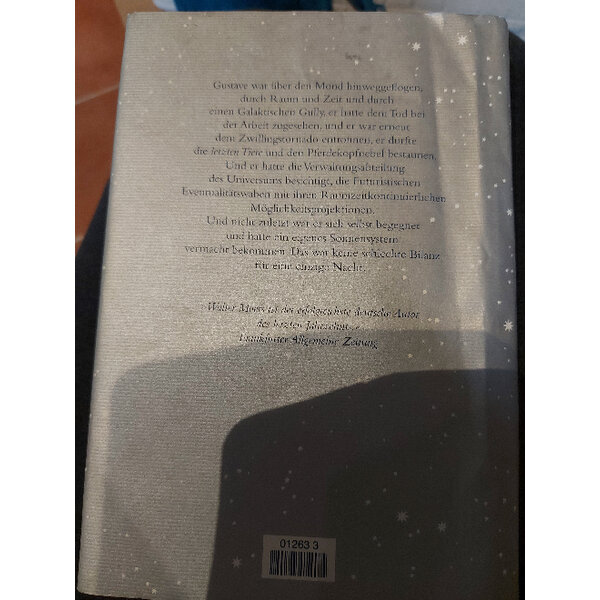 Gustave war über den Mond hinweggeflogen,
durch Raum und Zeit und durch
einen Galaktischen Gully, er hatte dem Tod bei
der Arbeit zugesehen, und er war erneut
dem Zwillingstornado entronnen, er durfte
die letzten Tiere und den Pferdekopfnebel bestaunen.
Und er hatte die Verwaltungsabteilung
des Universums besichtigt, die Futuristischen
Eventualitätswaben mit ihren Raumzeitkontinuierlichen
Möglichkeitsprojektionen.
Und nicht zuletzt war er sich selbst begegnet
und hatte ein eigenes Sonnensystem
vermacht bekommen. Das war keine schlechte Bilanz
für eine einzige Nacht.
»Walter Moers ist der erfolgreichste deutsche Autor
des letzten Jahrzehnts.«
Frankfurter Allgemeine Zeitung
01263 3